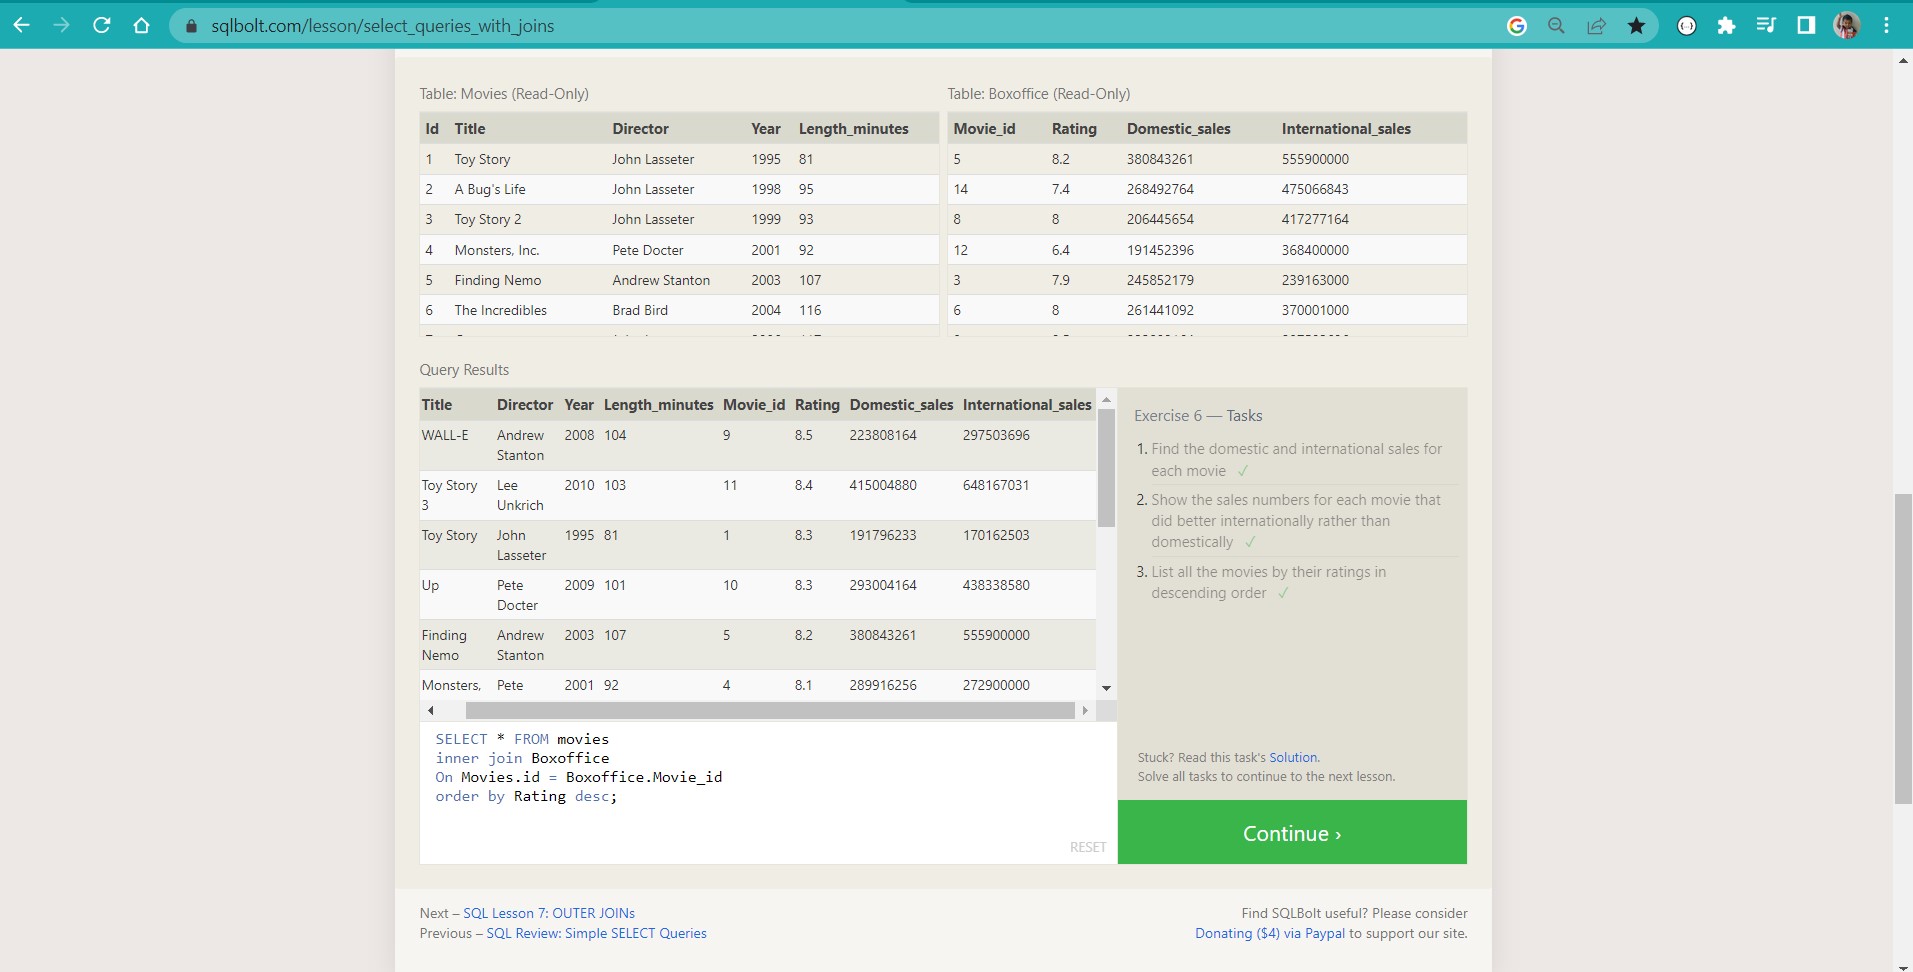 sqlbolt.com/lesson/select_queries_with_joins
Table: Movies (Read-Only)
Id Title Director Year Length_minutes
1 Toy Story John Lasseter 1995 81
2 A Bug's Life John Lasseter 1998 95
3 Toy Story 2 John Lasseter 1999 93
4 Monsters, Inc. Pete Docter 2001 92
5 Finding Nemo Andrew Stanton 2003 107
6 The Incredibles Brad Bird 2004 116
Table: Boxoffice (Read-Only)
Movie_id Rating Domestic_sales International_sales
5 8.2 380843261 555900000
14 7.4 268492764 475066843
8 8 206445654 417277164
12 6.4 191452396 368400000
3 7.9 245852179 239163000
6 8 261441092 370001000
Query Results
Title Director Year Length_minutes Movie_id Rating Domestic_sales International_sales
WALL-E Andrew Stanton 2008 104 9 8.5 223808164 297503696
Toy Story 3 Lee Unkrich 2010 103 11 8.4 415004880 648167031
Toy Story John Lasseter 1995 81 1 8.3 191796233 170162503
Up Pete Docter 2009 101 10 8.3 293004164 438338580
Finding Nemo Andrew Stanton 2003 107 5 8.2 380843261 555900000
Monsters, Pete 2001 92 4 8.1 289916256 272900000
SELECT * FROM movies
inner join Boxoffice
On Movies.id = Boxoffice.Movie_id
order by Rating desc;
RESET
Exercise 6 — Tasks
1. Find the domestic and international sales for
each movie ✓
2. Show the sales numbers for each movie that
did better internationally rather than
domestically ✓
3. List all the movies by their ratings in
descending order ✓
Stuck? Read this task's Solution.
Solve all tasks to continue to the next lesson.
Continue ›
Next – SQL Lesson 7: OUTER JOINs
Previous – SQL Review: Simple SELECT Queries
Find SQLBolt useful? Please consider
Donating ($4) via Paypal to support our site.